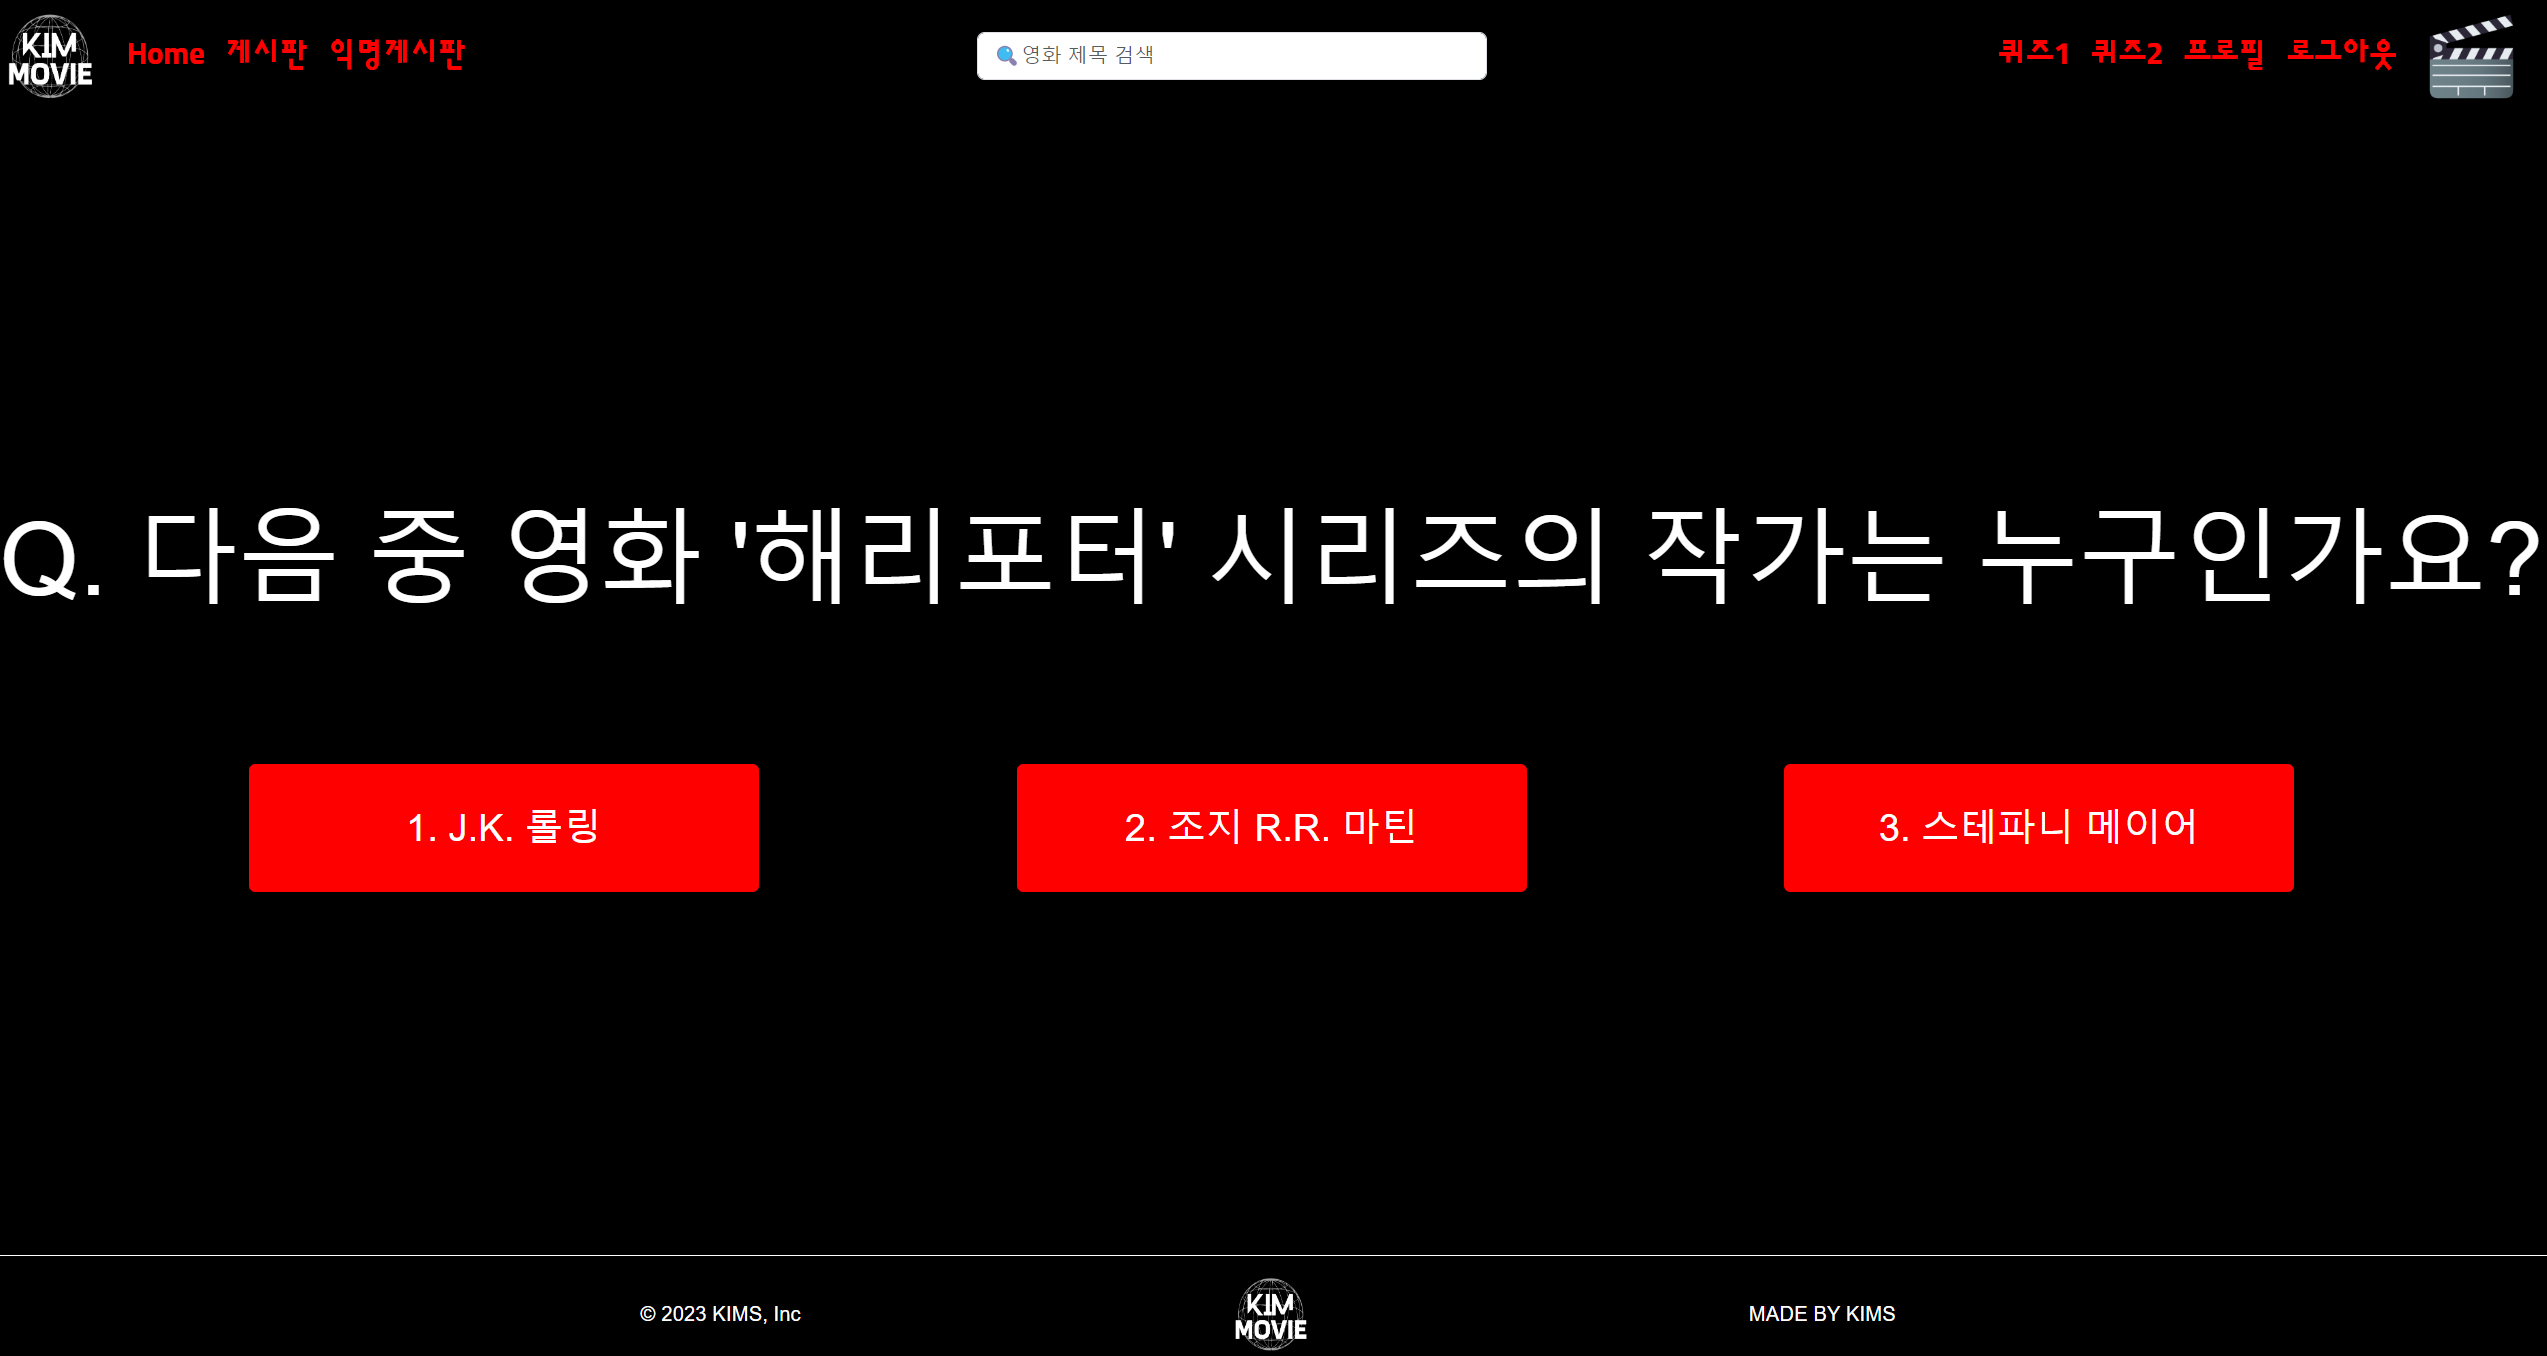 KIM
MOVIE
Home 게시판 익명게시판
영화 제목 검색
퀴즈1 퀴즈2 프로필 로그아웃
Q. 다음 중 영화 '해리포터' 시리즈의 작가는 누구인가요?
1. J.K. 롤링
2. 조지 R.R. 마틴
3. 스테파니 메이어
© 2023 KIMS, Inc
KIM
MOVIE
MADE BY KIMS